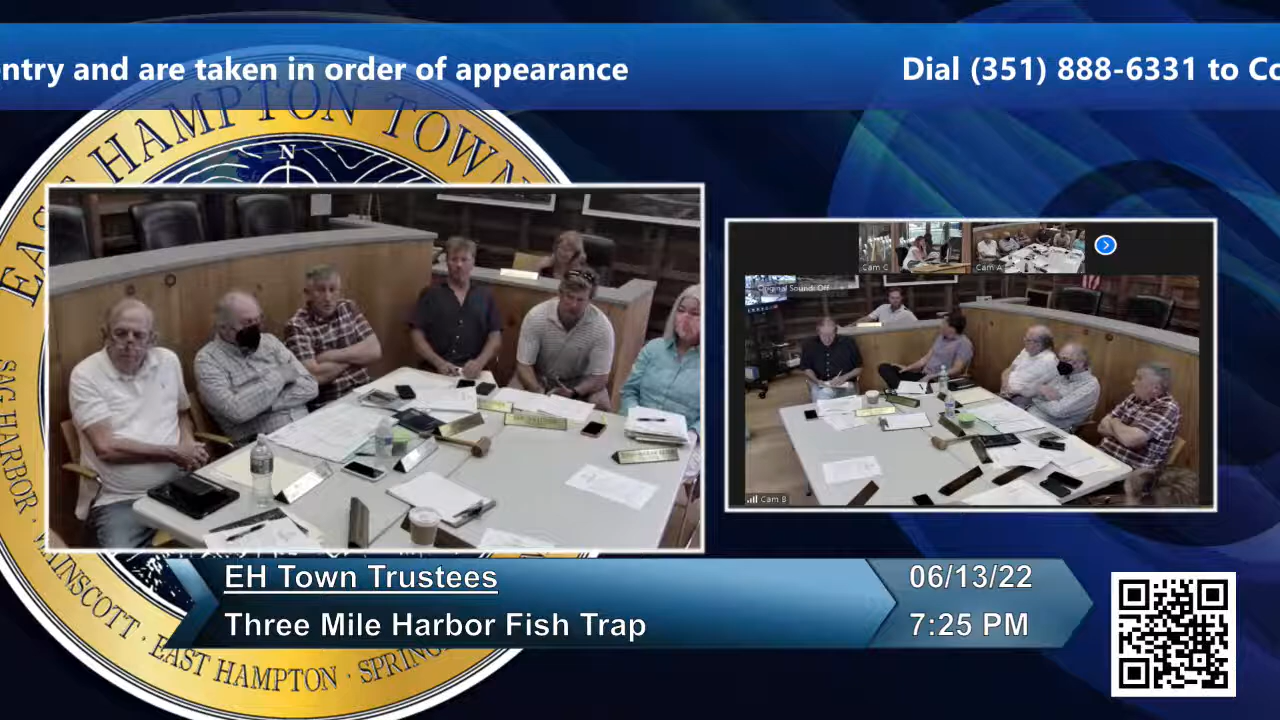 ntry and are taken in order of appearance
Dial (351) 888-6331 to Co
EAST HAMPTON TOWN
N
SAG HARBOR ·
WAINSCOTT · EAST HAMPTON · SPRING
Cam C
Cam A
Original Sound: Off
Cam B
EH Town Trustees
06/13/22
Three Mile Harbor Fish Trap
7:25 PM